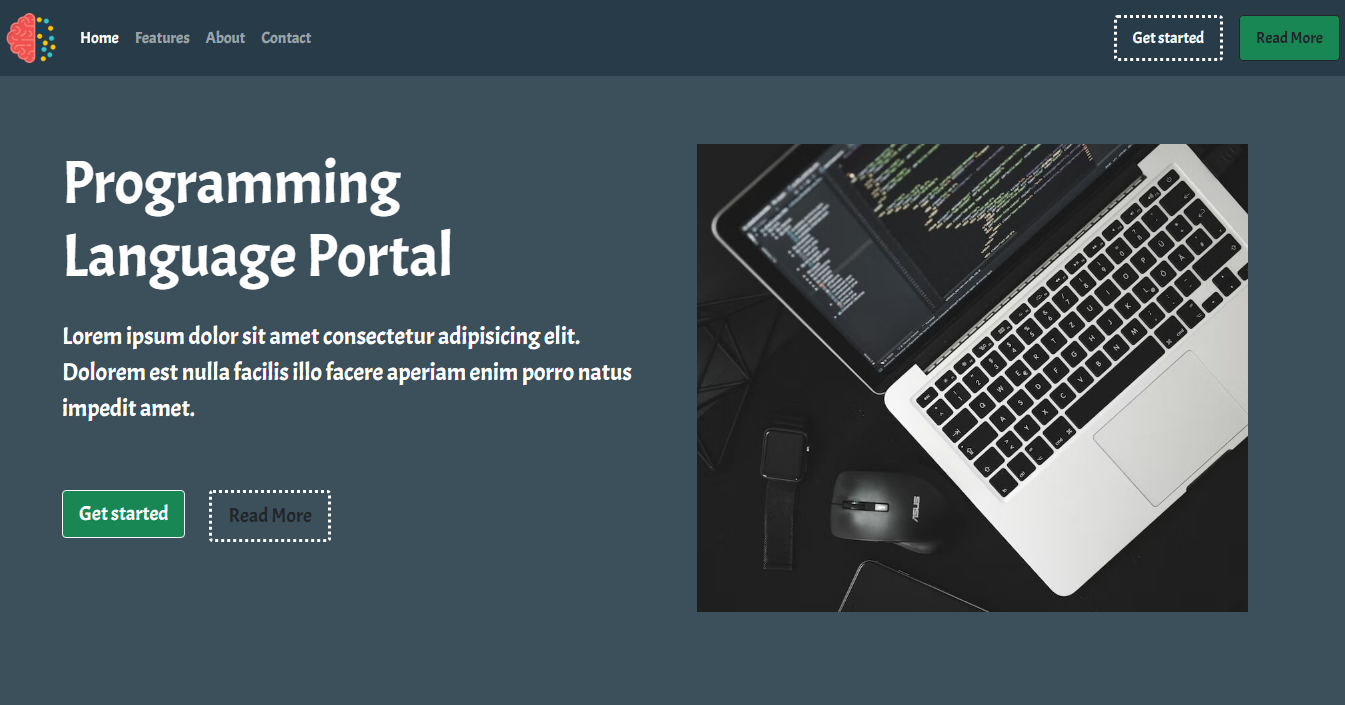 Home Features About Contact Get started Read More
Programming
Language Portal
Lorem ipsum dolor sit amet consectetur adipisicing elit.
Dolorem est nulla facilis illo facere aperiam enim porro natus
impedit amet.
Get started Read More
ASUS